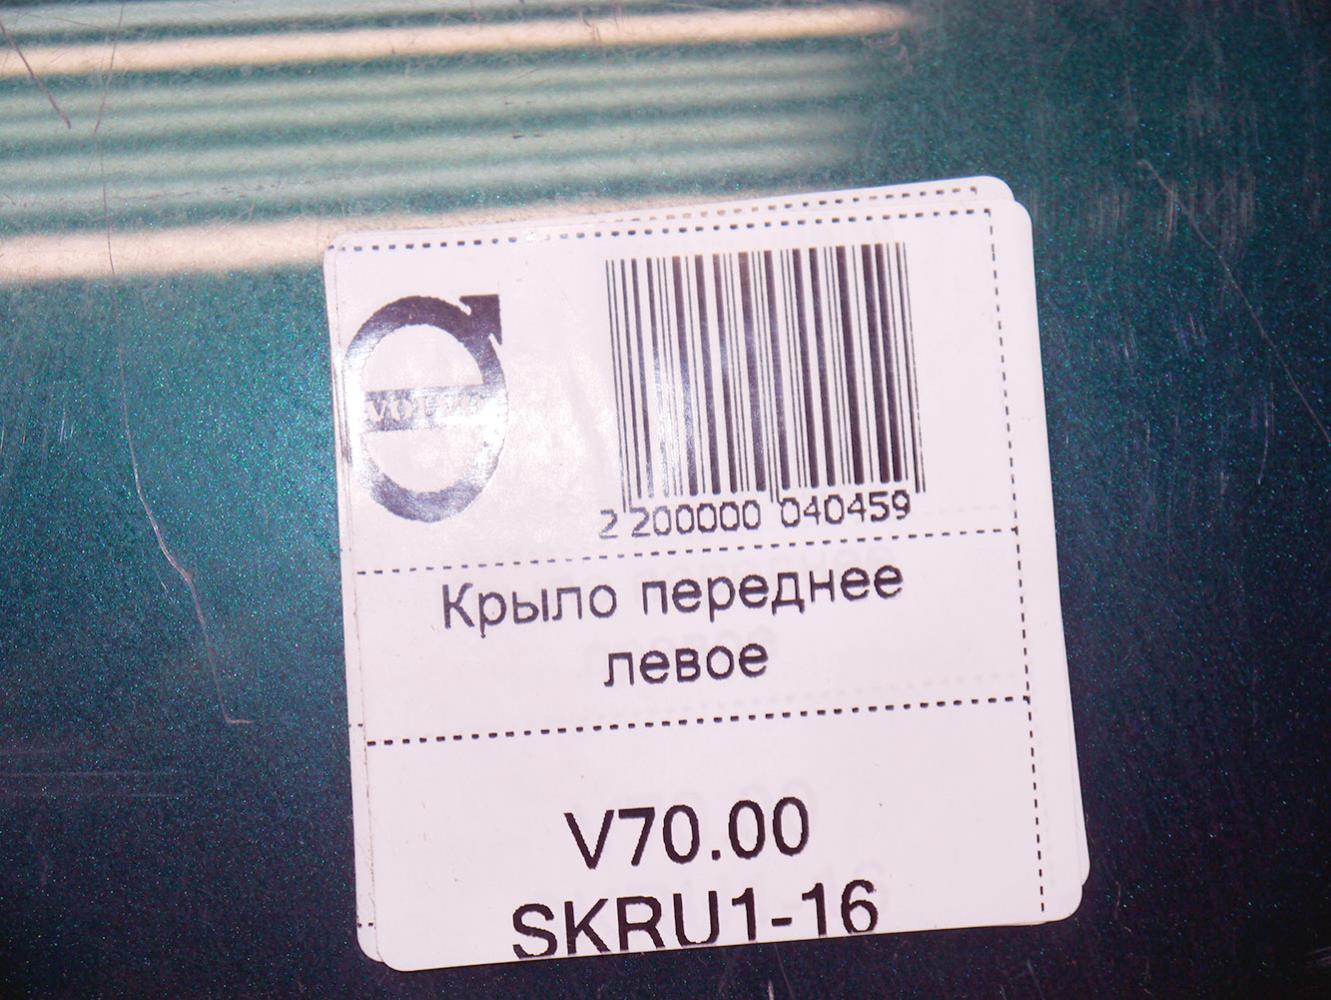 VOLVO
2 200000 040459
Крыло переднее
левое
V70.00
SKRU1-16